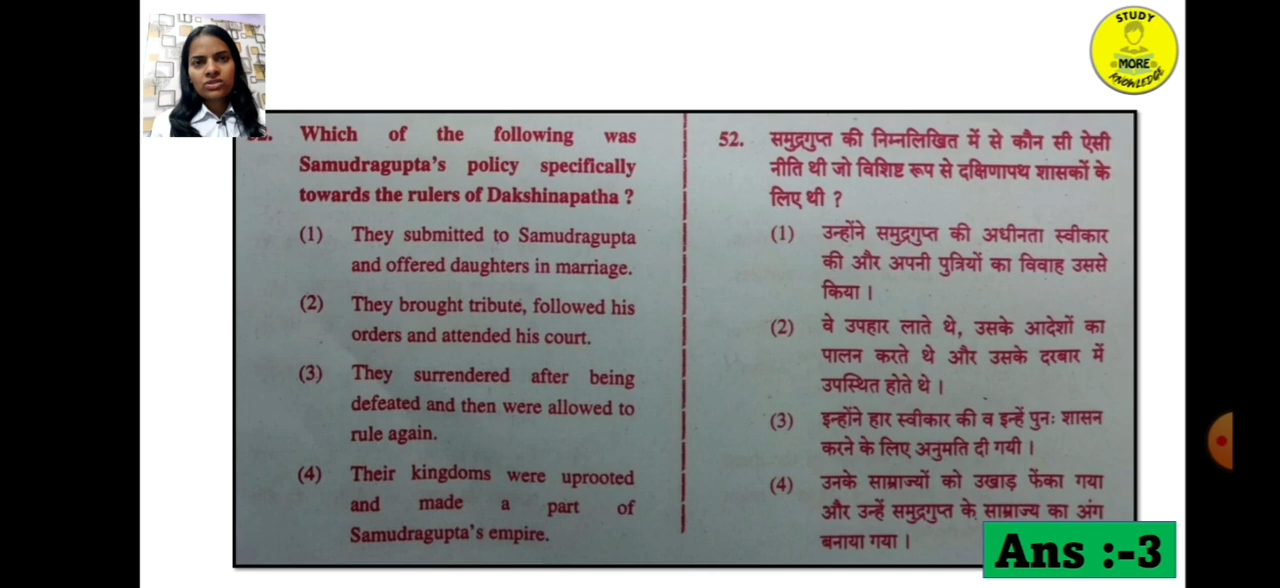 STUDY
MORE
KNOWLEDGE
Which of the following was
Samudragupta's policy specifically
towards the rulers of Dakshinapatha ?
(1) They submitted to Samudragupta
and offered daughters in marriage.
(2) They brought tribute, followed his
orders and attended his court.
(3) They surrendered after being
defeated and then were allowed to
rule again.
(4) Their kingdoms were uprooted
and made a part of
Samudragupta's empire.
52. समुद्रगुप्त की निम्नलिखित में से कौन सी ऐसी
नीति थी जो विशिष्ट रूप से दक्षिणापथ शासकों के
लिए थी ?
(1) उन्होंने समुद्रगुप्त की अधीनता स्वीकार
की और अपनी पुत्रियों का विवाह उससे
किया ।
(2) वे उपहार लाते थे, उसके आदेशों का
पालन करते थे और उसके दरबार में
उपस्थित होते थे ।
(3) इन्होंने हार स्वीकार की व इन्हें पुनः शासन
करने के लिए अनुमति दी गयी ।
(4) उनके साम्राज्यों को उखाड़ फेंका गया
और उन्हें समुद्रगुप्त के साम्राज्य का अंग
बनाया गया ।
Ans :-3